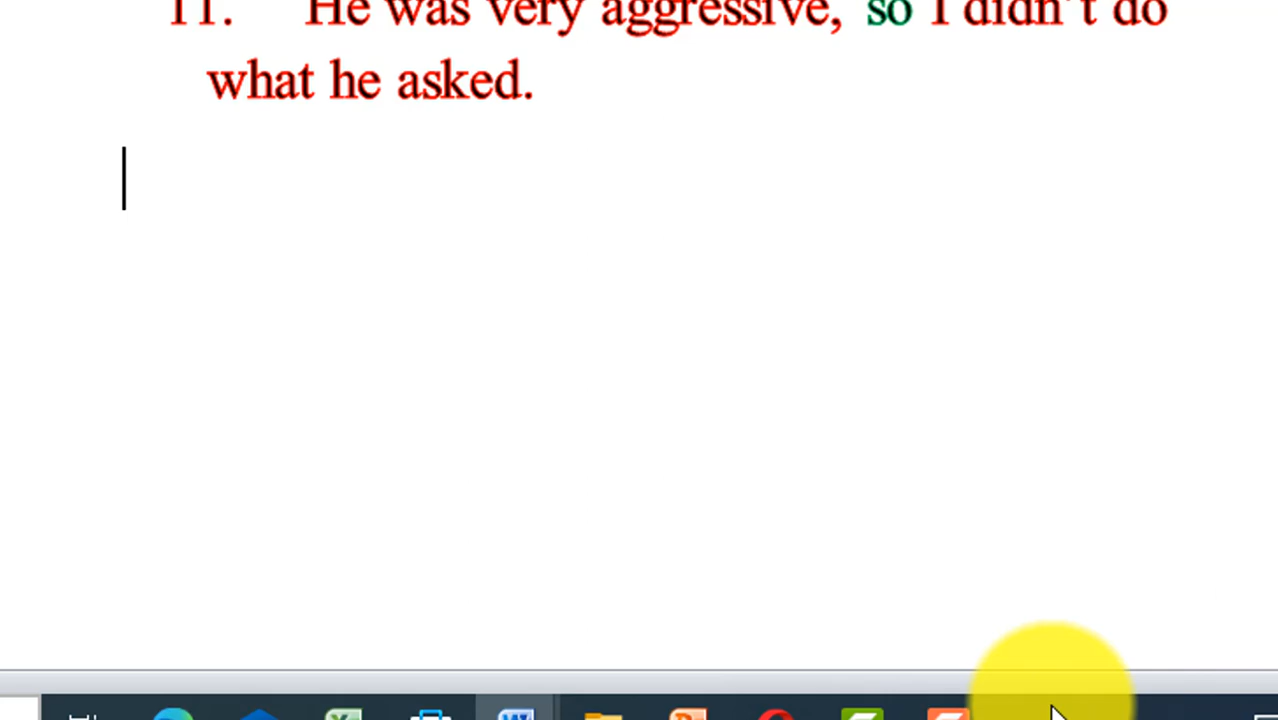 11. He was very aggressive, so I didn't do
what he asked.